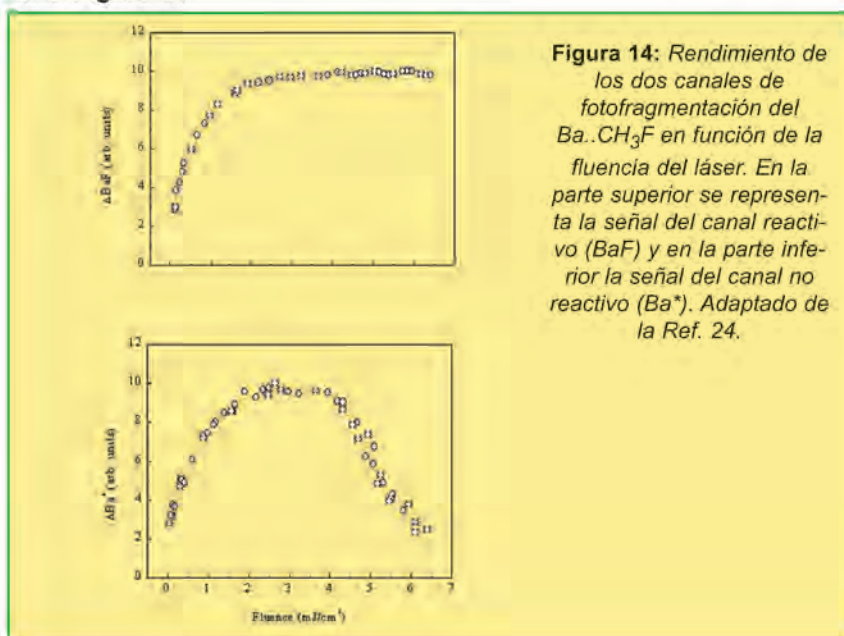 12
10
8
6
4
2
0
ΔBaF (arb. units)
Figura 14: Rendimiento de
los dos canales de
fotofragmentación del
Ba..CH₃F en función de la
fluencia del láser. En la
parte superior se represen-
ta la señal del canal reacti-
vo (BaF) y en la parte infe-
rior la señal del canal no
reactivo (Ba*). Adaptado de
la Ref. 24.
12
10
8
6
4
2
0
ΔBa* (arb. units)
0 1 2 3 4 5 6 7
Fluence (mJ/cm²)